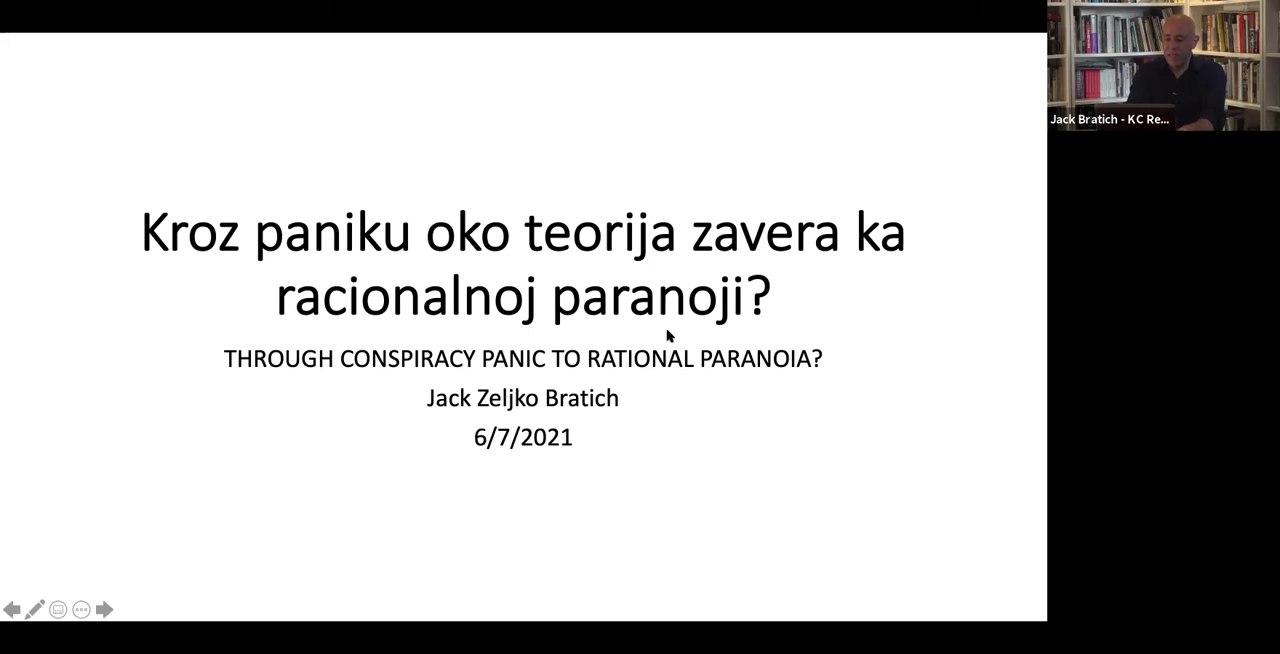 Kroz paniku oko teorija zavera ka
racionalnoj paranoji?
THROUGH CONSPIRACY PANIC TO RATIONAL PARANOIA?
Jack Zeljko Bratich
6/7/2021
Jack Bratich - KC Re...